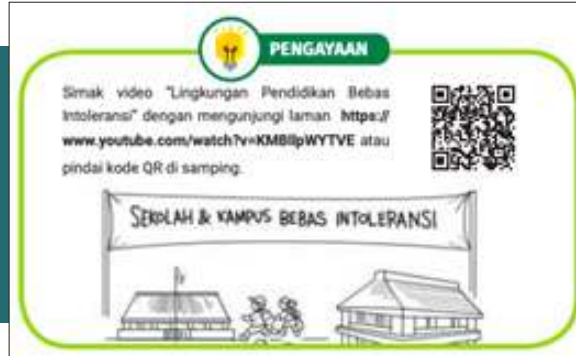 PENGAYAAN
Simak video "Lingkungan Pendidikan Bebas
Intoleransi" dengan mengunjungi laman https://
www.youtube.com/watch?v=KMBIlpWYTVE atau
pindai kode QR di samping.
SEKOLAH & KAMPUS BEBAS INTOLERANSI